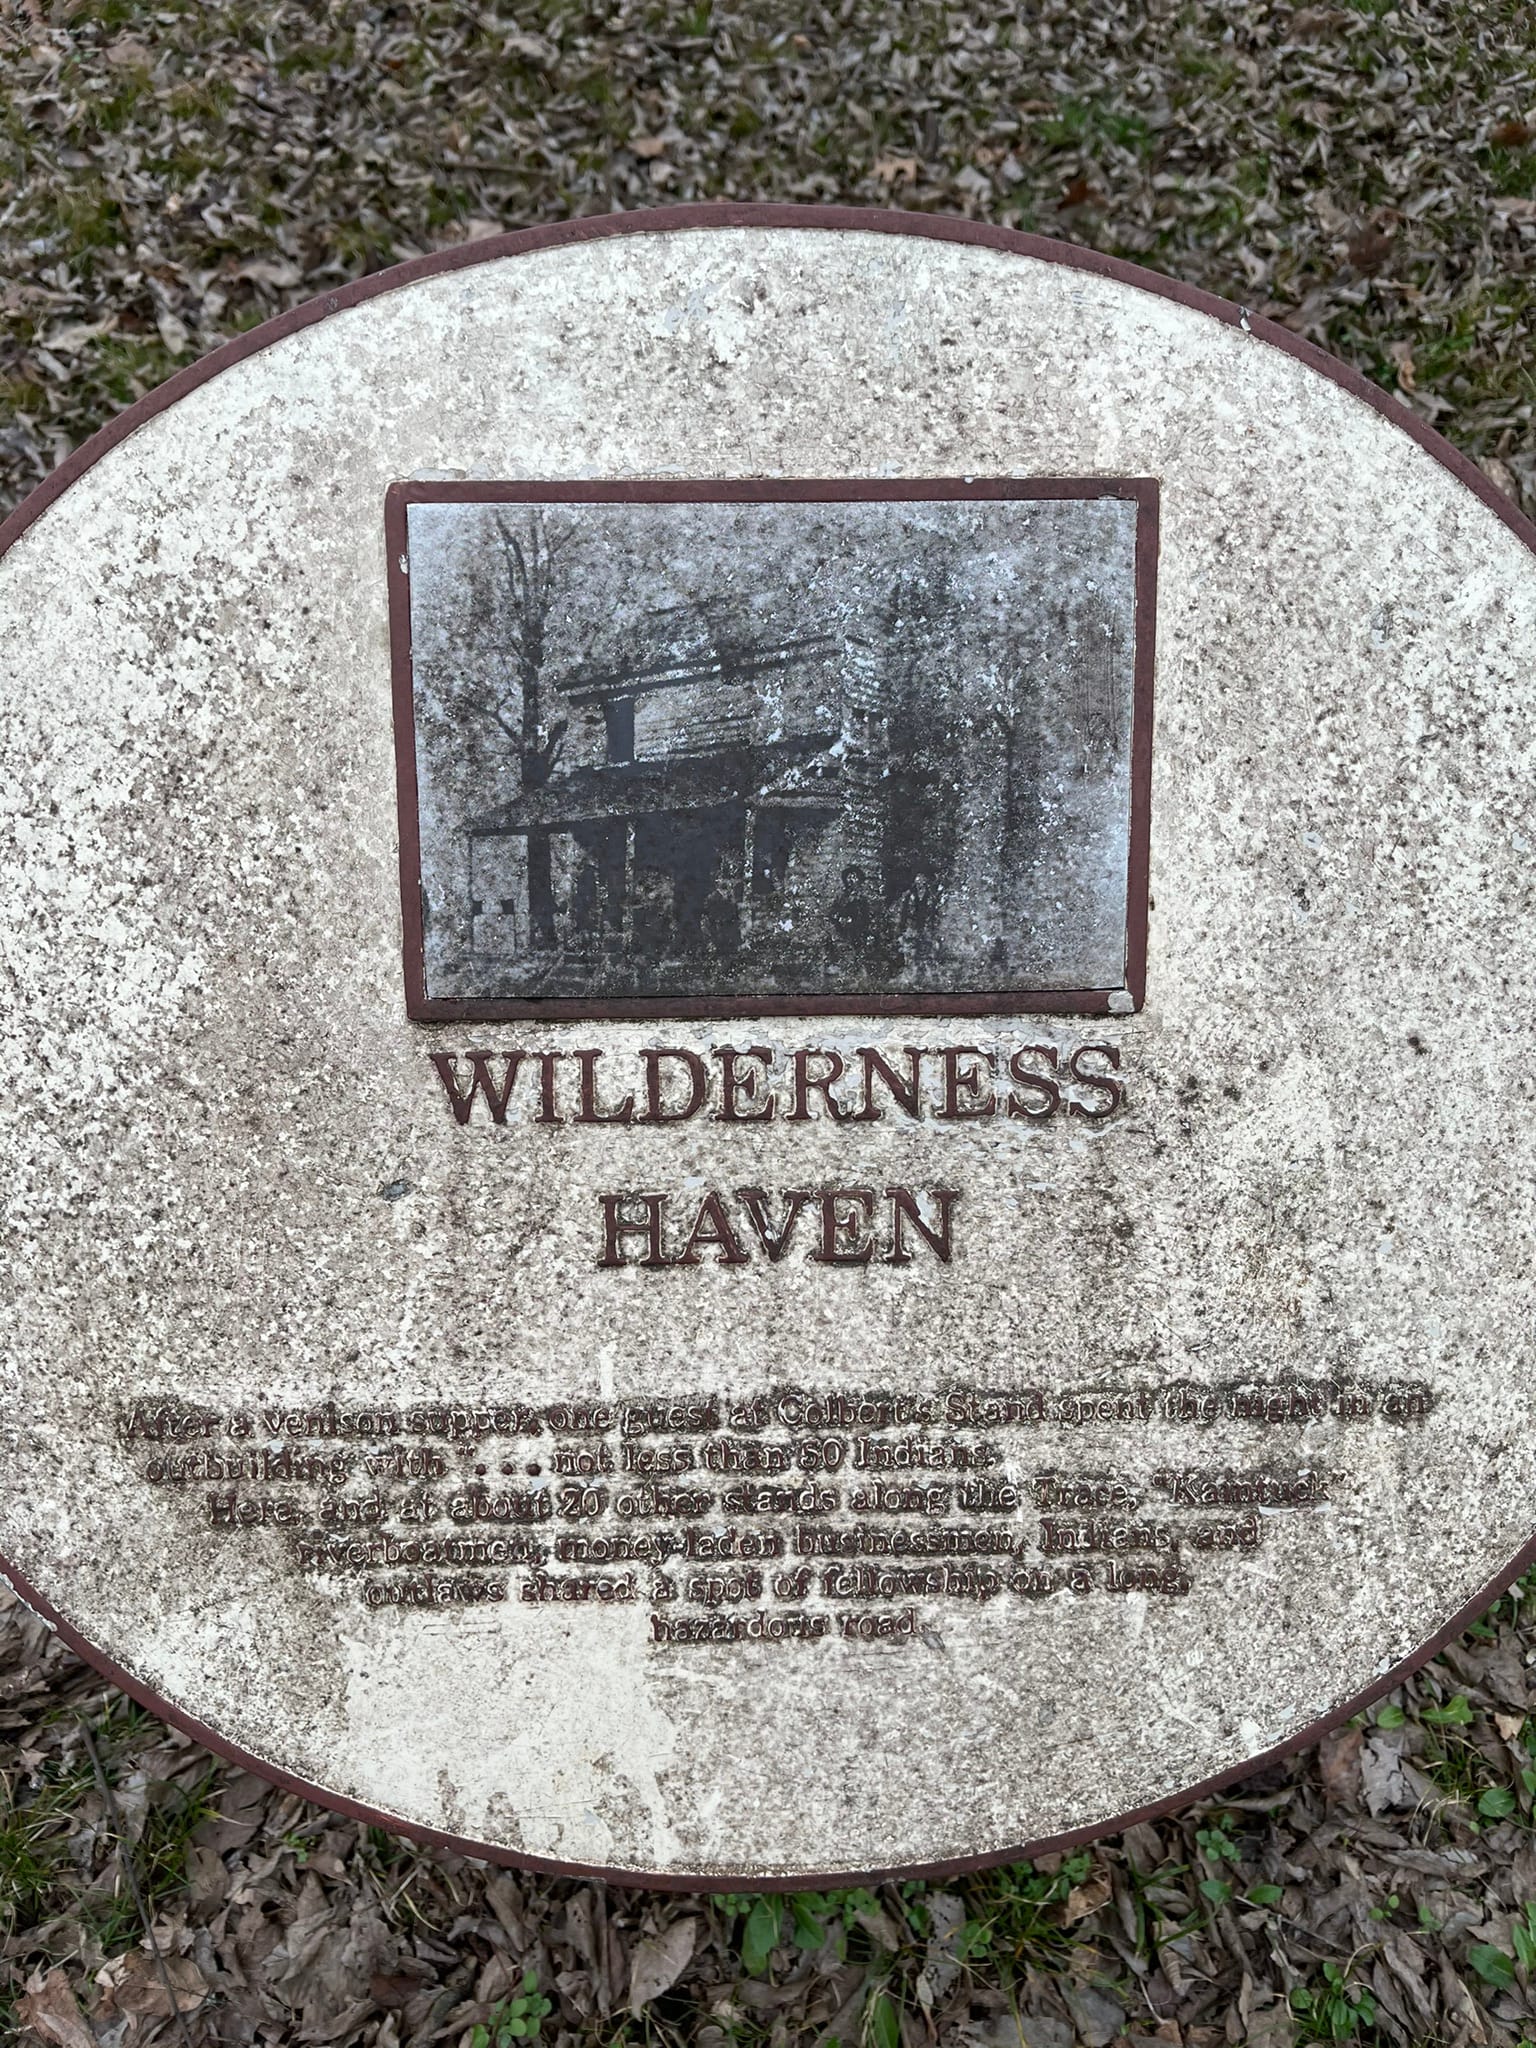 WILDERNESS
HAVEN
After a venison supper, one guest at Colbert's Stand spent the night in an
outbuilding with ". . . not less than 50 Indians.
Here, and at about 20 other stands along the Trace, "Kaintuck"
riverboatmen, money-laden businessmen, Indians, and
outlaws shared a spot of fellowship on a long,
hazardous road.